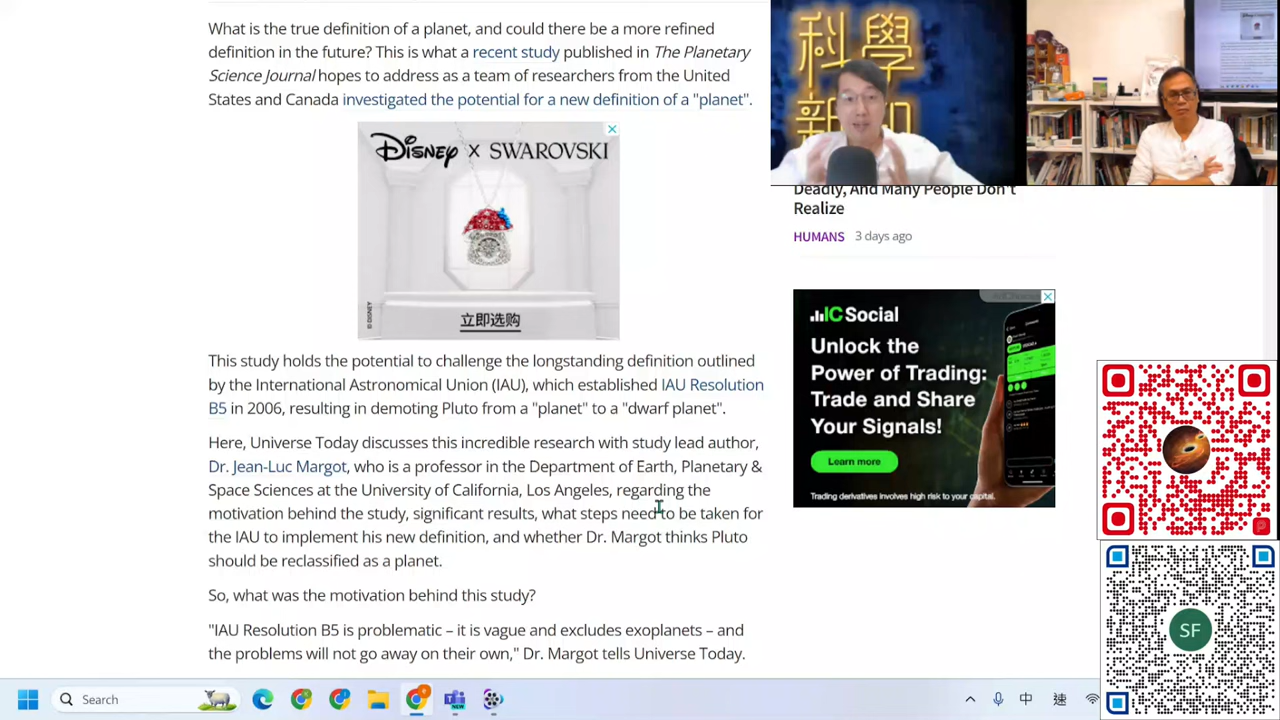 What is the true definition of a planet, and could there be a more refined
definition in the future? This is what a recent study published in The Planetary
Science Journal hopes to address as a team of researchers from the United
States and Canada investigated the potential for a new definition of a "planet".
DISNEY X SWAROVSKI
© DISNEY
立即选购
This study holds the potential to challenge the longstanding definition outlined
by the International Astronomical Union (IAU), which established IAU Resolution
B5 in 2006, resulting in demoting Pluto from a "planet" to a "dwarf planet".
Here, Universe Today discusses this incredible research with study lead author,
Dr. Jean-Luc Margot, who is a professor in the Department of Earth, Planetary &
Space Sciences at the University of California, Los Angeles, regarding the
motivation behind the study, significant results, what steps need to be taken for
the IAU to implement his new definition, and whether Dr. Margot thinks Pluto
should be reclassified as a planet.
So, what was the motivation behind this study?
"IAU Resolution B5 is problematic – it is vague and excludes exoplanets – and
the problems will not go away on their own," Dr. Margot tells Universe Today.
科學
新知
Deadly, And Many People Don't
Realize
HUMANS 3 days ago
IC Social
Unlock the
Power of Trading:
Trade and Share
Your Signals!
Learn more
Trading derivatives involves high risk to your capital.
SF
Search
中
速